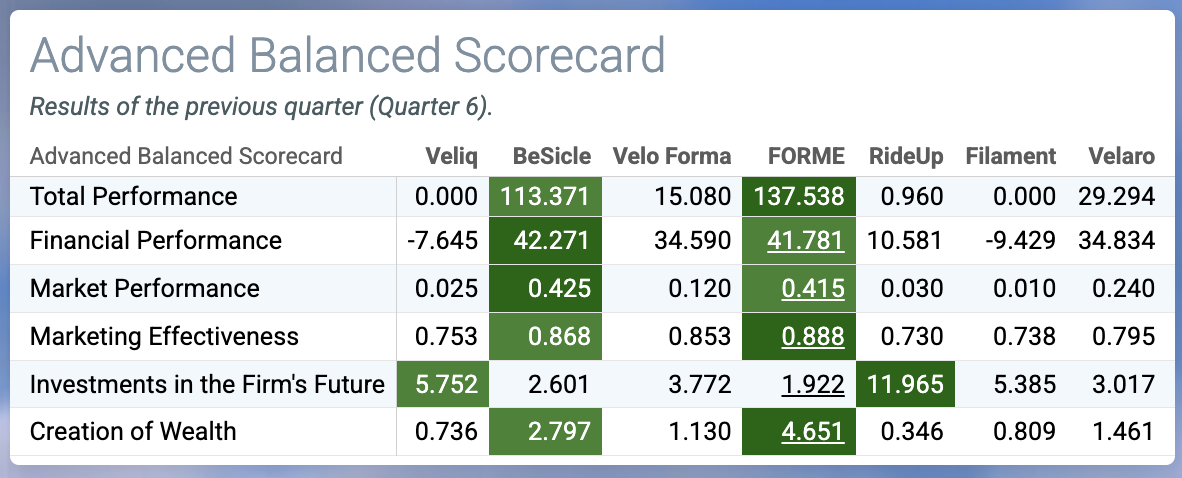 Advanced Balanced Scorecard
Results of the previous quarter (Quarter 6).
Advanced Balanced Scorecard Veliq BeSicle Velo Forma FORME RideUp Filament Velaro
Total Performance 0.000 113.371 15.080 137.538 0.960 0.000 29.294
Financial Performance -7.645 42.271 34.590 41.781 10.581 -9.429 34.834
Market Performance 0.025 0.425 0.120 0.415 0.030 0.010 0.240
Marketing Effectiveness 0.753 0.868 0.853 0.888 0.730 0.738 0.795
Investments in the Firm's Future 5.752 2.601 3.772 1.922 11.965 5.385 3.017
Creation of Wealth 0.736 2.797 1.130 4.651 0.346 0.809 1.461